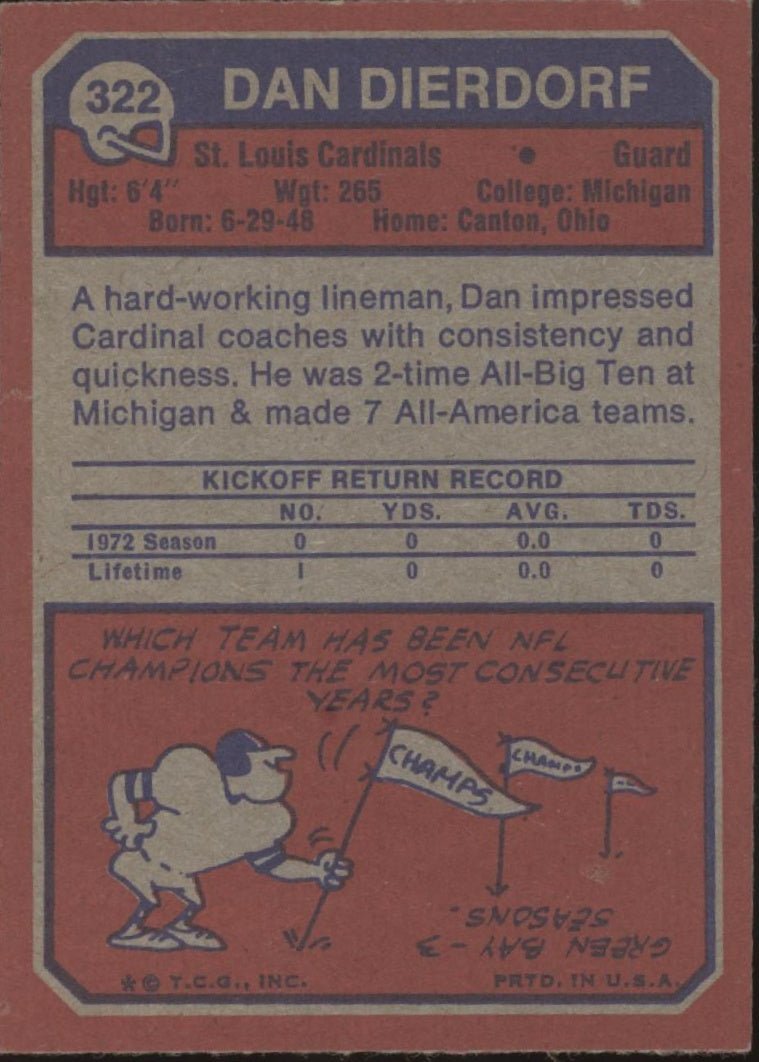 322
DAN DIERDORF
St. Louis Cardinals • Guard
Hgt: 6'4" Wgt: 265 College: Michigan
Born: 6-29-48 Home: Canton, Ohio
A hard-working lineman, Dan impressed
Cardinal coaches with consistency and
quickness. He was 2-time All-Big Ten at
Michigan & made 7 All-America teams.
KICKOFF RETURN RECORD
NO. YDS. AVG. TDS.
1972 Season 0 0 0.0 0
Lifetime 1 0 0.0 0
WHICH TEAM HAS BEEN NFL
CHAMPIONS THE MOST CONSECUTIVE
YEARS?
CHAMPS
CHAMPS
GREEN BAY - 3
SEASONS.
* © T.C.G., INC. PRTD. IN U.S.A.